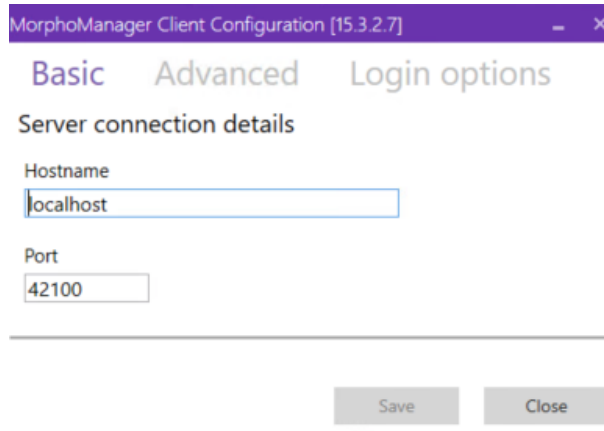 MorphoManager Client Configuration [15.3.2.7]
Basic Advanced Login options
Server connection details
Hostname
localhost
Port
42100
Save Close